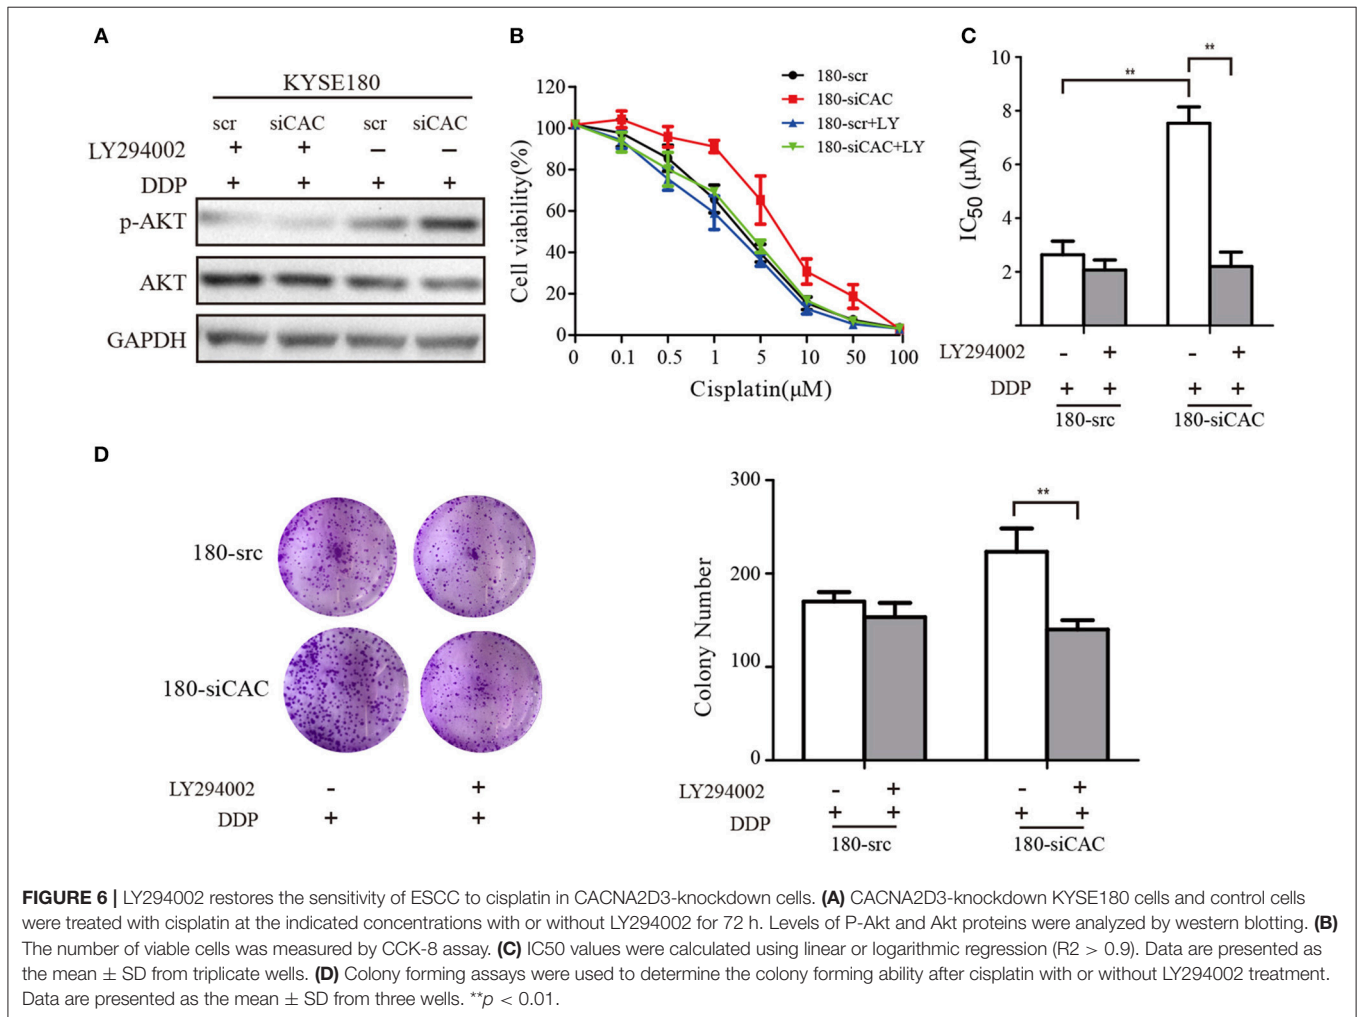 A
KYSE180
scr siCAC scr siCAC
LY294002 + + – –
DDP + + + +
p-AKT
AKT
GAPDH
B
180-scr
180-siCAC
180-scr+LY
180-siCAC+LY
120
100
80
60
40
20
0
Cell viability(%)
0 0.1 0.5 1 5 10 50 100
Cisplatin(μM)
C
10
8
6
4
2
IC50 (μM)
** **
LY294002 - + - +
DDP + + + +
180-src 180-siCAC
D
180-src
180-siCAC
LY294002 - +
DDP + +
300
200
100
0
Colony Number
**
LY294002 - + - +
DDP + + + +
180-src 180-siCAC
FIGURE 6 | LY294002 restores the sensitivity of ESCC to cisplatin in CACNA2D3-knockdown cells. (A) CACNA2D3-knockdown KYSE180 cells and control cells
were treated with cisplatin at the indicated concentrations with or without LY294002 for 72 h. Levels of P-Akt and Akt proteins were analyzed by western blotting. (B)
The number of viable cells was measured by CCK-8 assay. (C) IC50 values were calculated using linear or logarithmic regression (R2 > 0.9). Data are presented as
the mean ± SD from triplicate wells. (D) Colony forming assays were used to determine the colony forming ability after cisplatin with or without LY294002 treatment.
Data are presented as the mean ± SD from three wells. **p < 0.01.